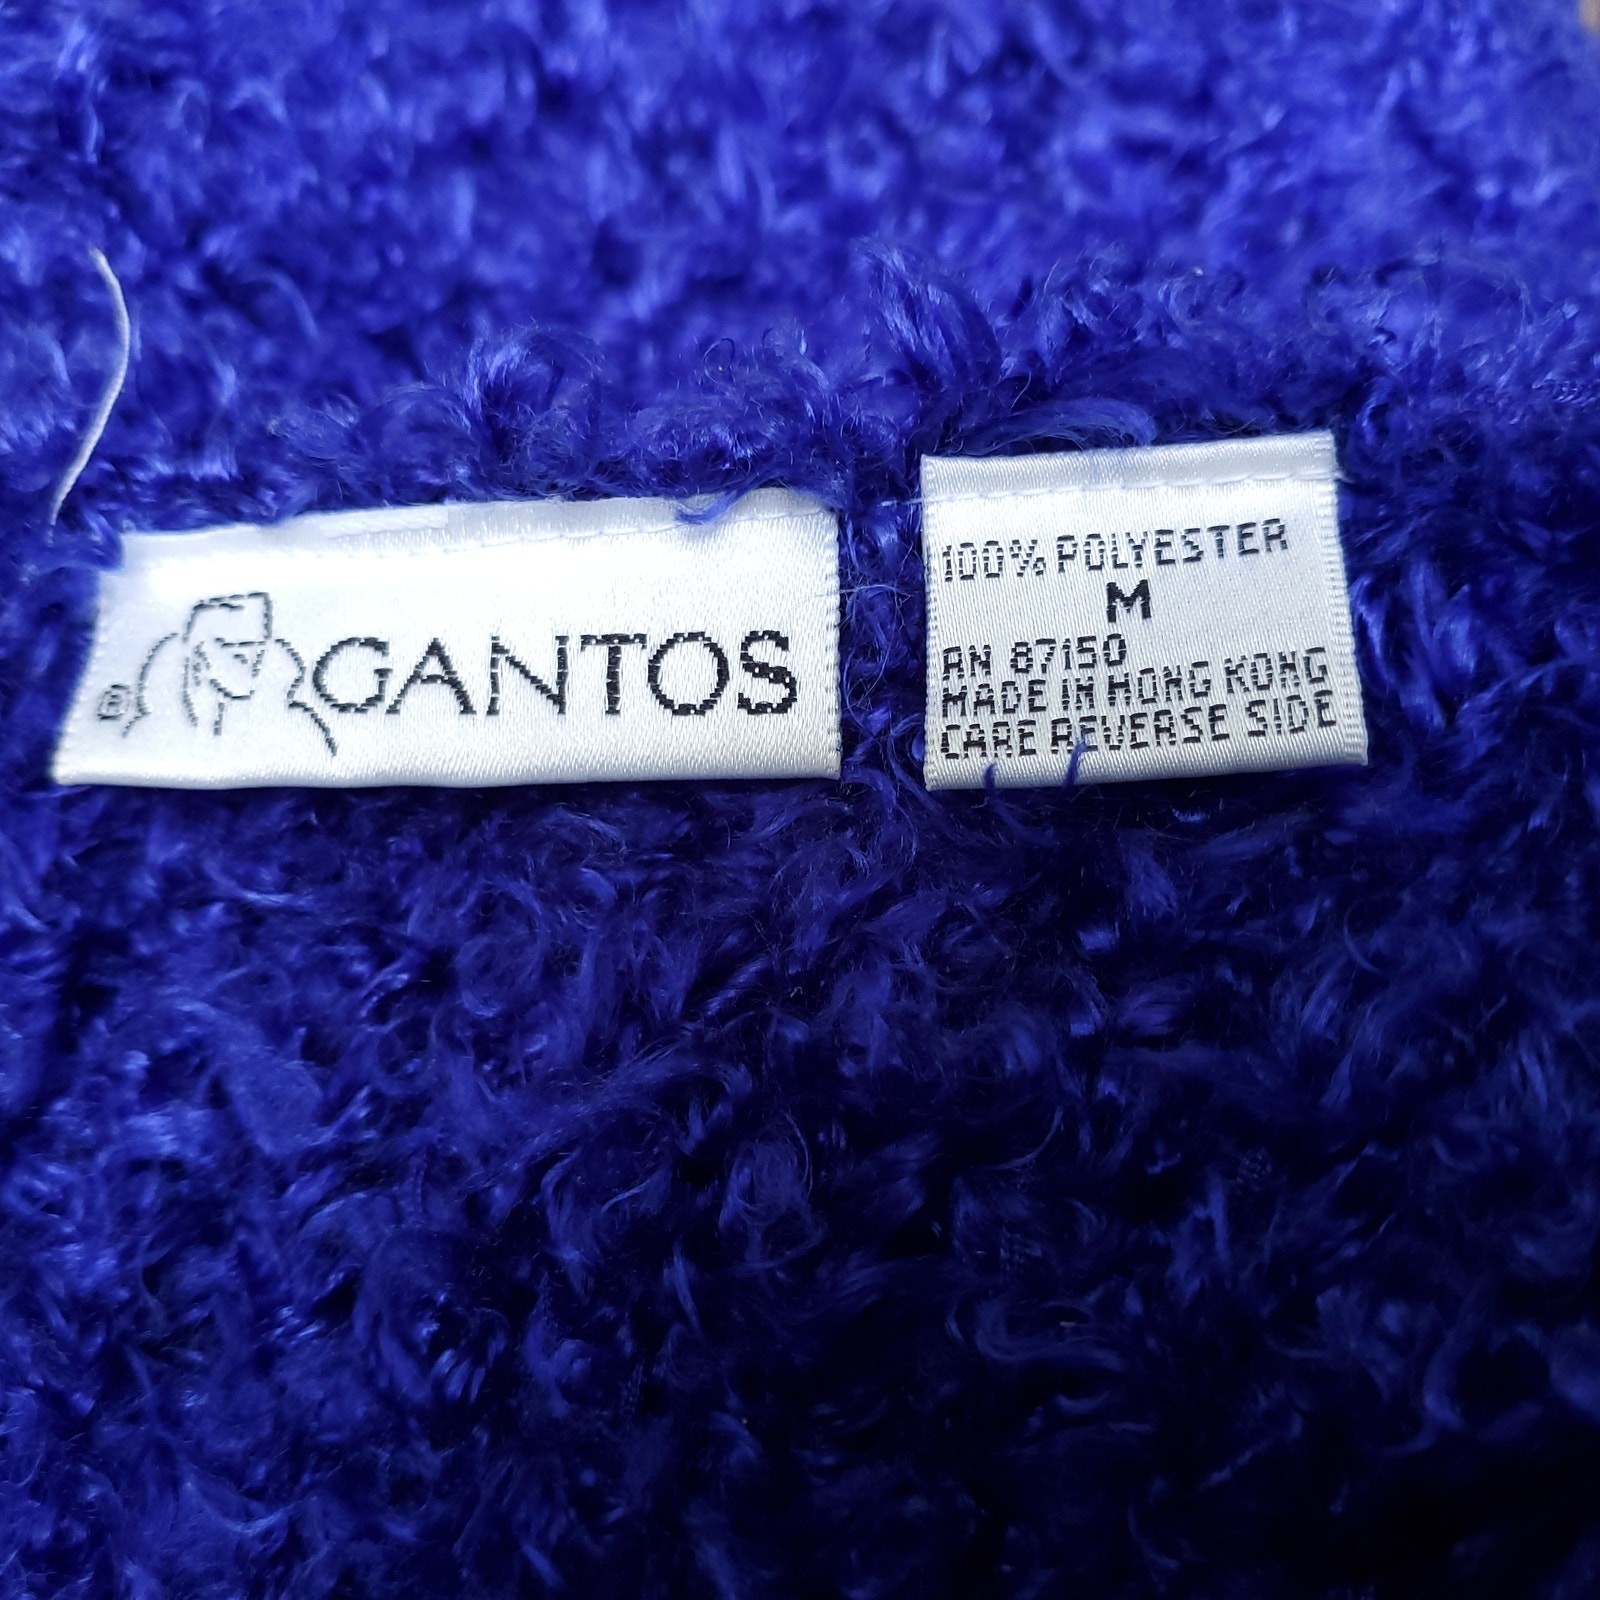 ® GANTOS
100% POLYESTER
M
RN 87150
MADE IN HONG KONG
CARE REVERSE SIDE